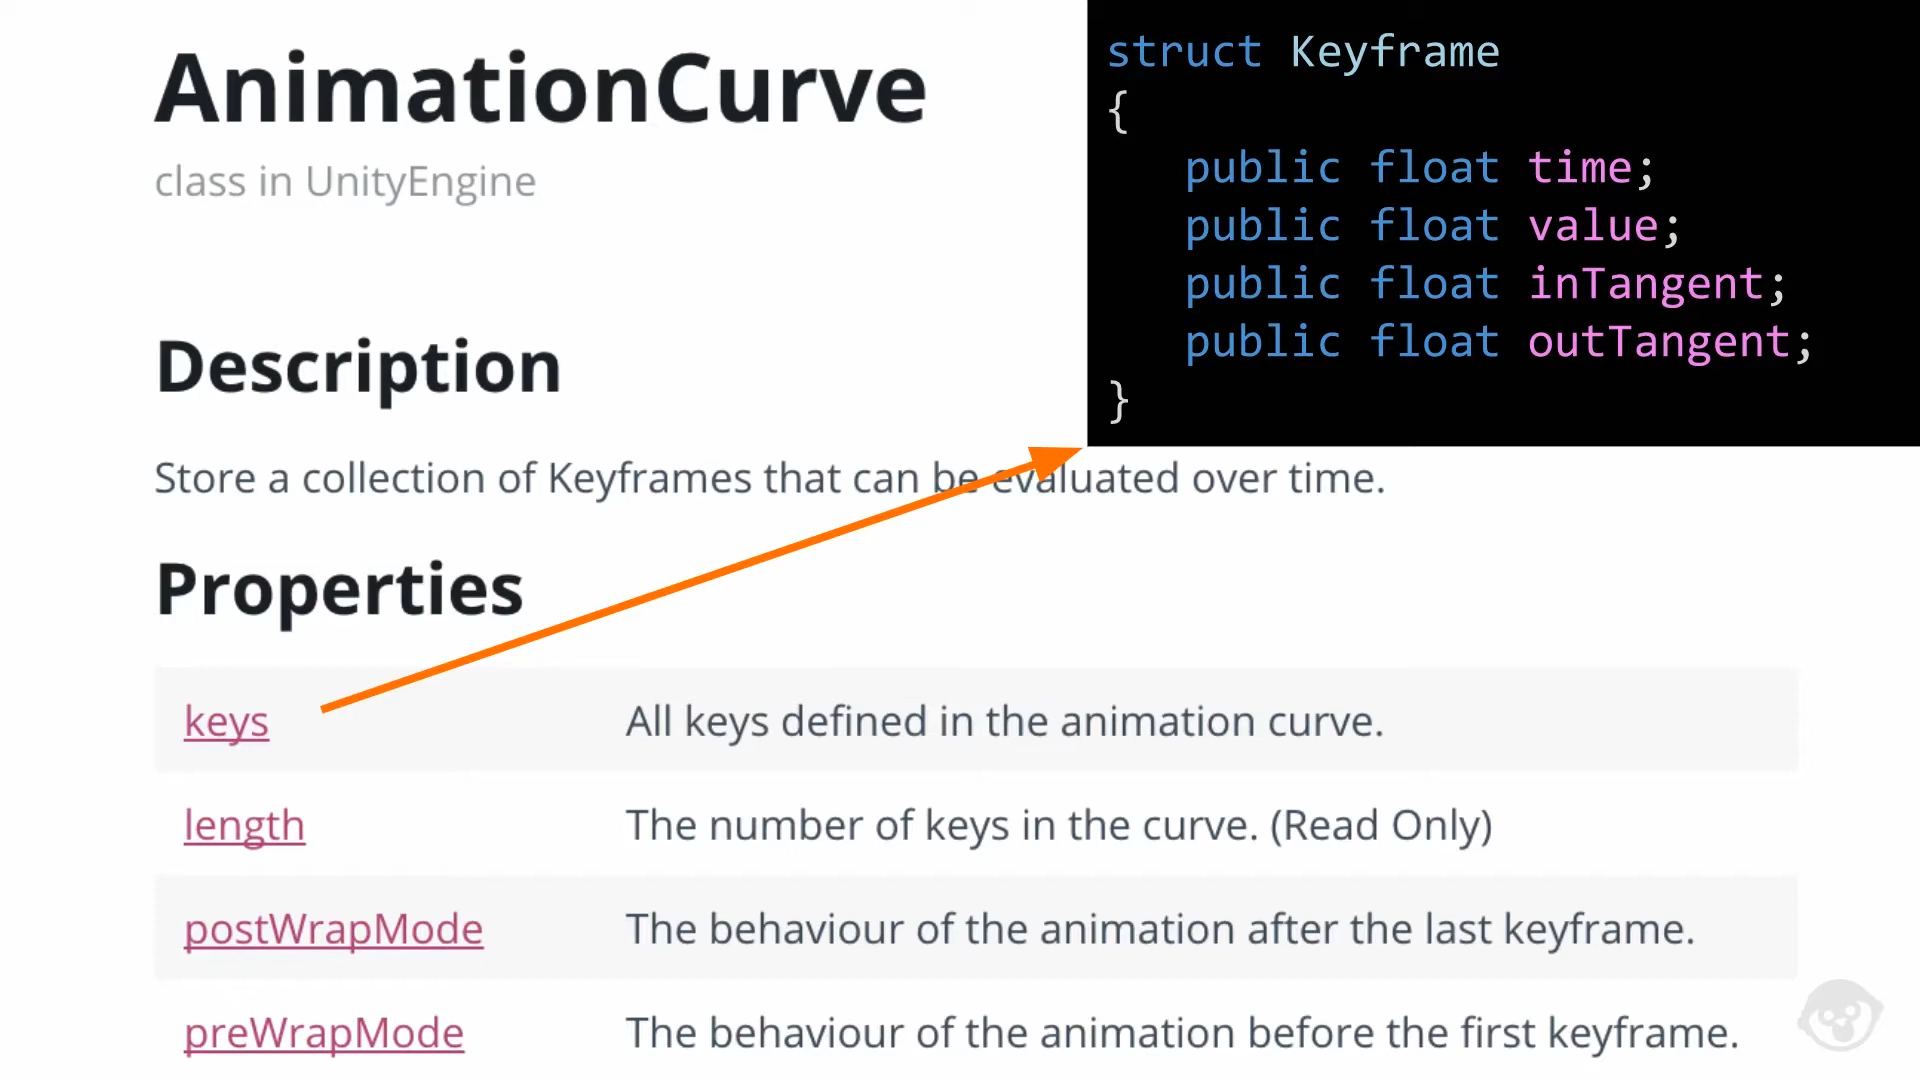 AnimationCurve
class in UnityEngine
struct Keyframe
{
public float time;
public float value;
public float inTangent;
public float outTangent;
}
Description
Store a collection of Keyframes that can be evaluated over time.
Properties
keys All keys defined in the animation curve.
length The number of keys in the curve. (Read Only)
postWrapMode The behaviour of the animation after the last keyframe.
preWrapMode The behaviour of the animation before the first keyframe.